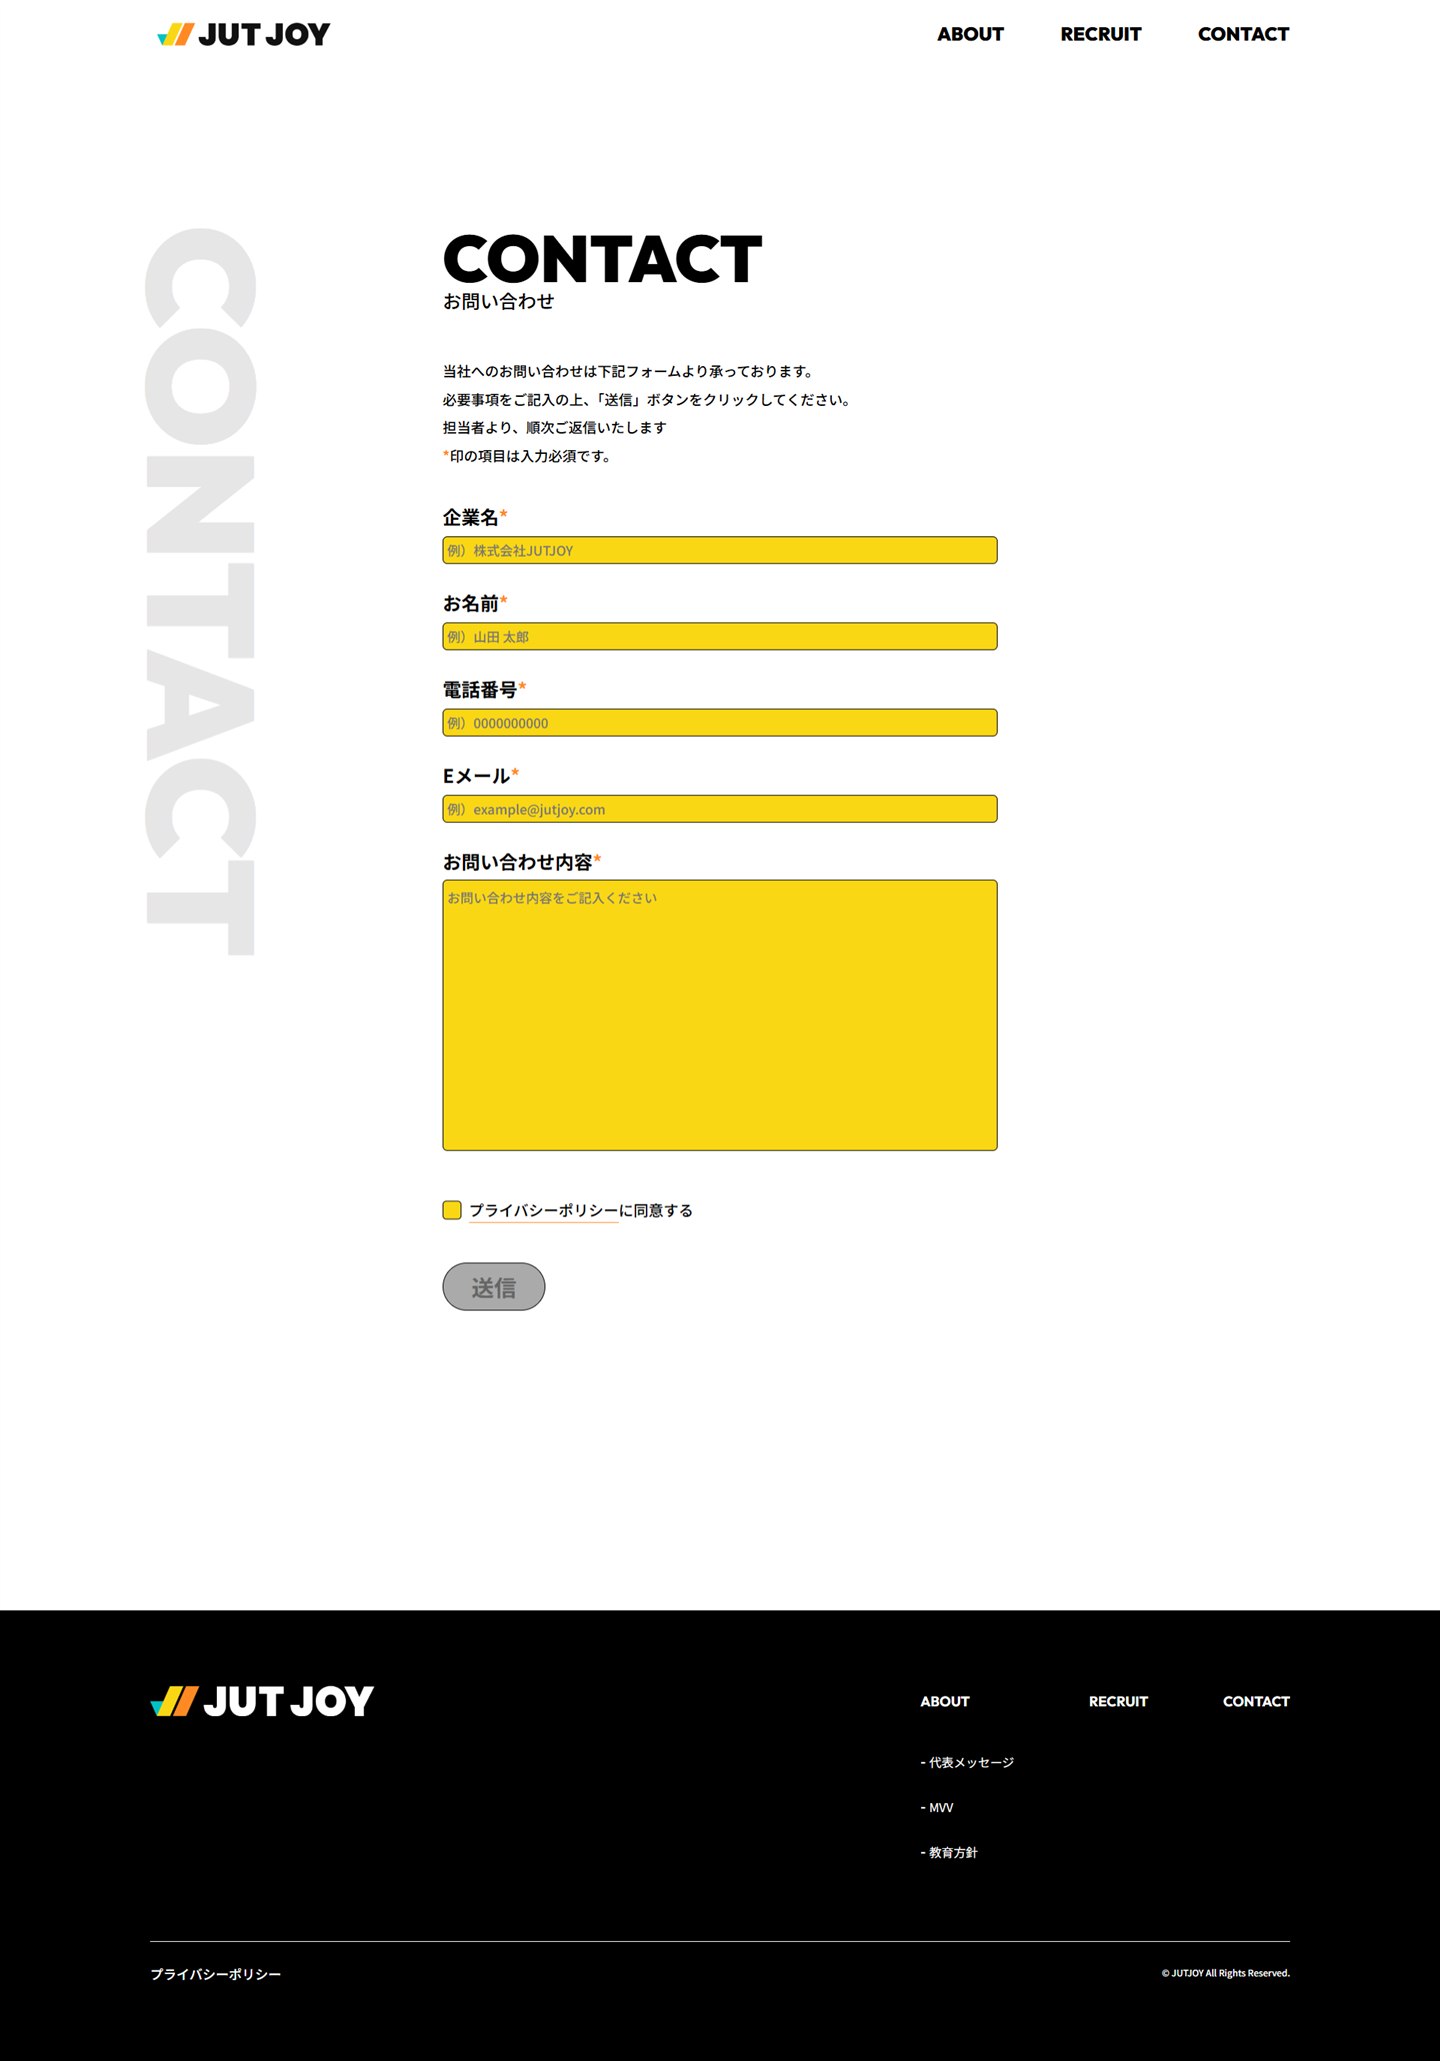 JUT JOY
ABOUT
RECRUIT
CONTACT
CONTACT
CONTACT
お問い合わせ
当社へのお問い合わせは下記フォームより承っております。
必要事項をご記入の上、「送信」ボタンをクリックしてください。
担当者より、順次ご返信いたします
*印の項目は入力必須です。
企業名*
例）株式会社JUTJOY
お名前*
例）山田 太郎
電話番号*
例）0000000000
Eメール*
例）example@jutjoy.com
お問い合わせ内容*
お問い合わせ内容をご記入ください
プライバシーポリシーに同意する
送信
JUT JOY
ABOUT
RECRUIT
CONTACT
- 代表メッセージ
- MVV
- 教育方針
プライバシーポリシー
© JUTJOY All Rights Reserved.